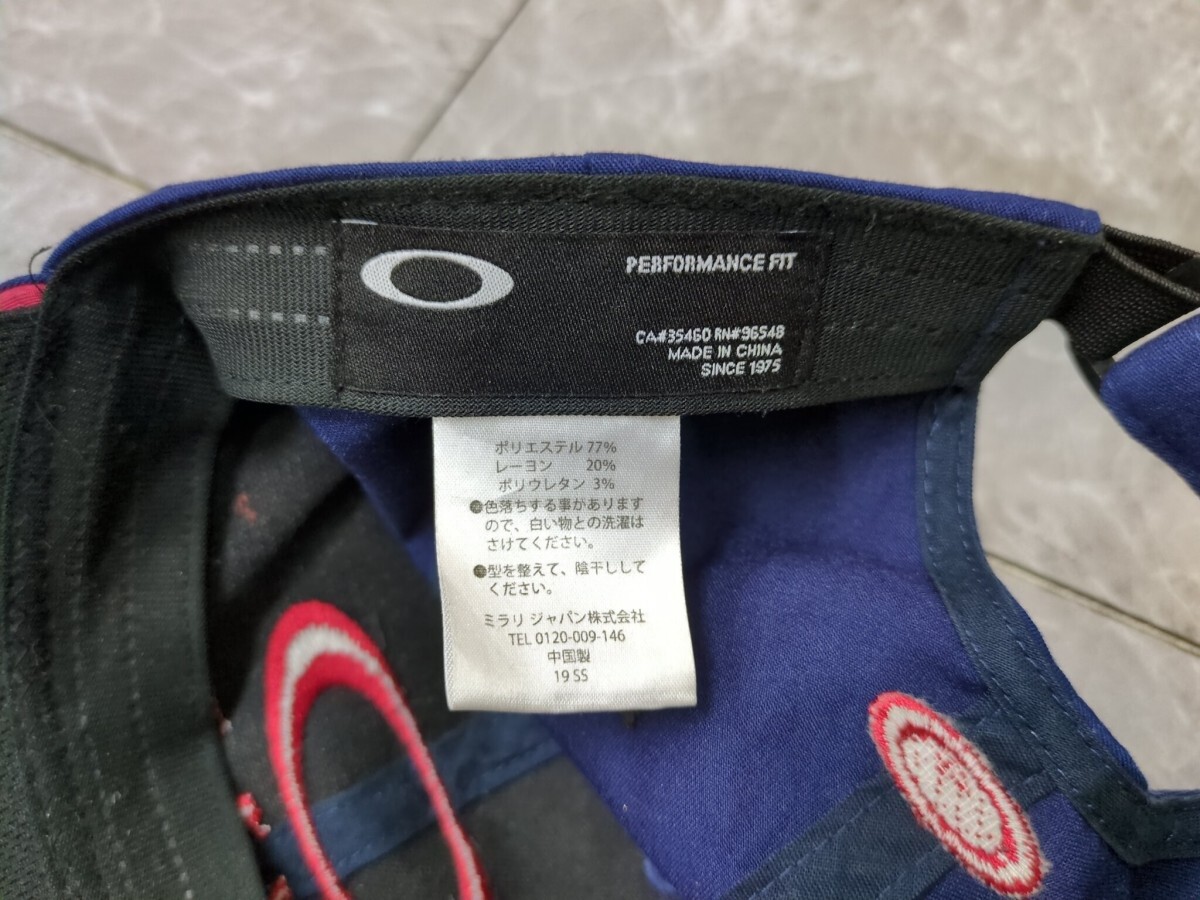 PERFORMANCE FIT
CA#35460 RN#96548
MADE IN CHINA
SINCE 1975
ポリエステル 77%
レーヨン 20%
ポリウレタン 3%
●色落ちする事があります
ので、白い物との洗濯は
さけてください。
●型を整えて、陰干しして
ください。
ミラリ ジャパン株式会社
TEL 0120-009-146
中国製
19 SS